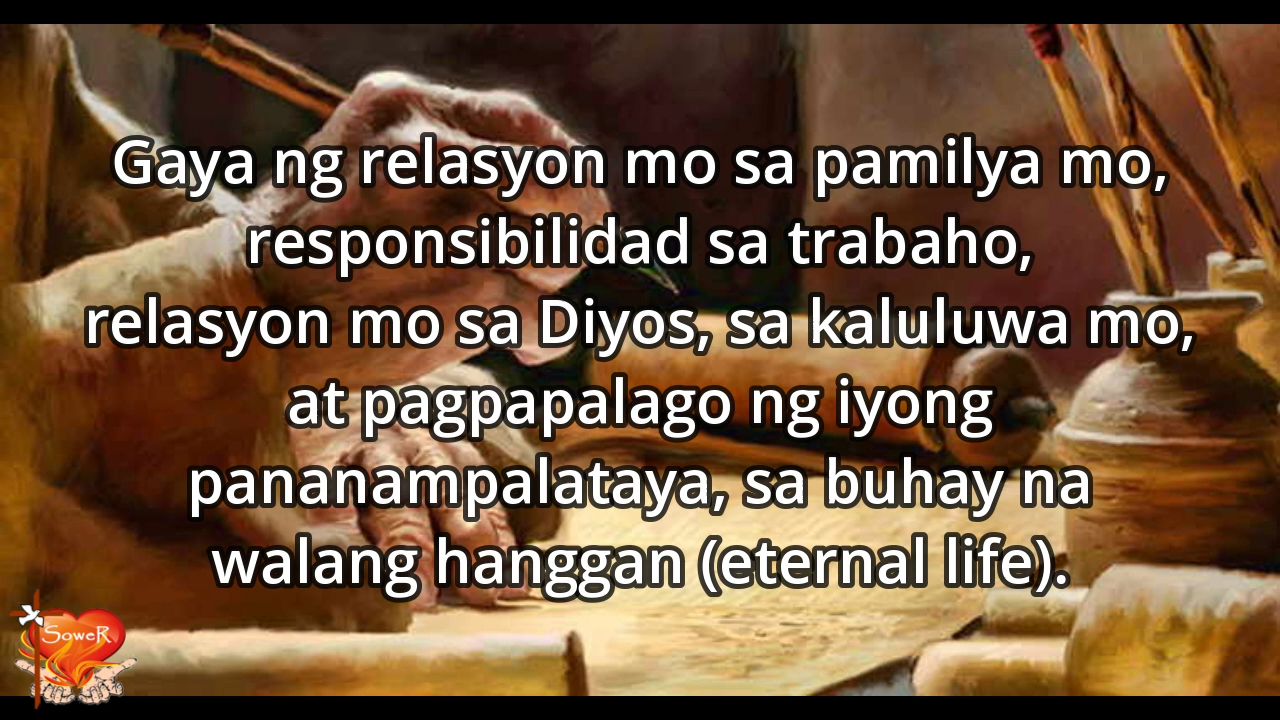 Gaya ng relasyon mo sa pamilya mo,
responsibilidad sa trabaho,
relasyon mo sa Diyos, sa kaluluwa mo,
at pagpapalago ng iyong
pananampalataya, sa buhay na
walang hanggan (eternal life).
SoweR